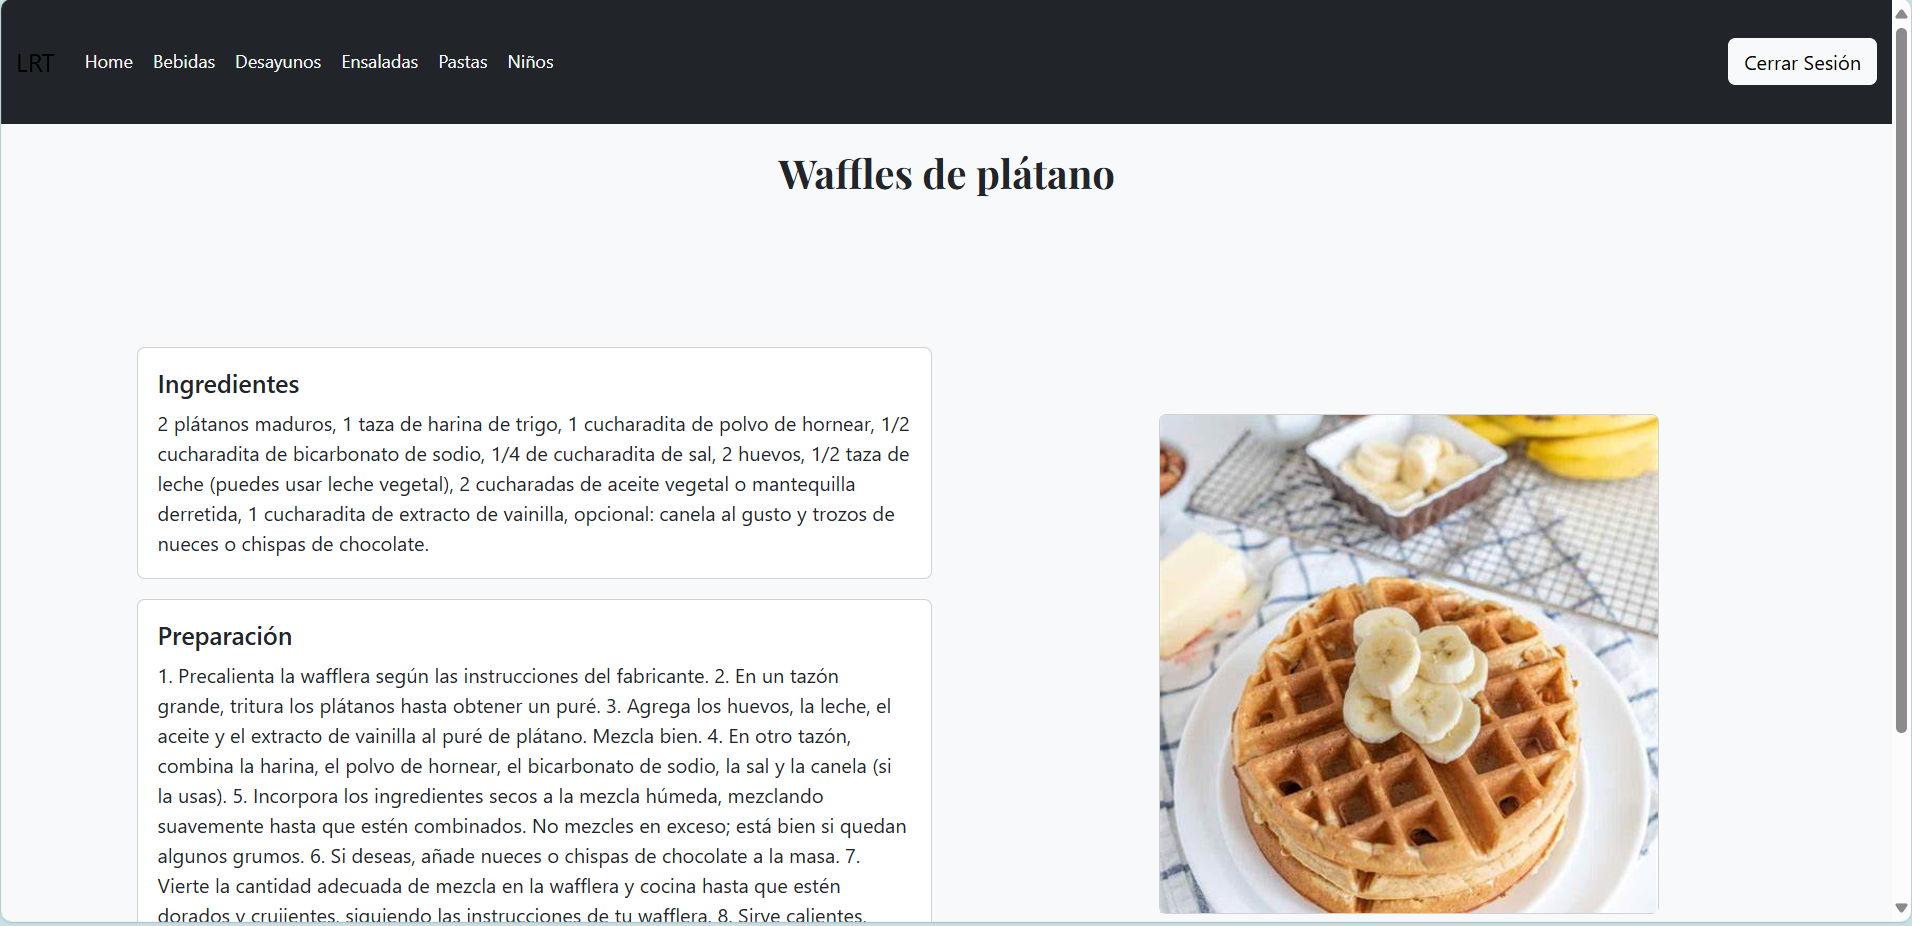 LRT Home Bebidas Desayunos Ensaladas Pastas Niños Cerrar Sesión
Waffles de plátano
Ingredientes
2 plátanos maduros, 1 taza de harina de trigo, 1 cucharadita de polvo de hornear, 1/2
cucharadita de bicarbonato de sodio, 1/4 de cucharadita de sal, 2 huevos, 1/2 taza de
leche (puedes usar leche vegetal), 2 cucharadas de aceite vegetal o mantequilla
derretida, 1 cucharadita de extracto de vainilla, opcional: canela al gusto y trozos de
nueces o chispas de chocolate.
Preparación
1. Precalienta la wafflera según las instrucciones del fabricante. 2. En un tazón
grande, tritura los plátanos hasta obtener un puré. 3. Agrega los huevos, la leche, el
aceite y el extracto de vainilla al puré de plátano. Mezcla bien. 4. En otro tazón,
combina la harina, el polvo de hornear, el bicarbonato de sodio, la sal y la canela (si
la usas). 5. Incorpora los ingredientes secos a la mezcla húmeda, mezclando
suavemente hasta que estén combinados. No mezcles en exceso; está bien si quedan
algunos grumos. 6. Si deseas, añade nueces o chispas de chocolate a la masa. 7.
Vierte la cantidad adecuada de mezcla en la wafflera y cocina hasta que estén
dorados y crujientes, siguiendo las instrucciones de tu wafflera. 8. Sirve calientes,